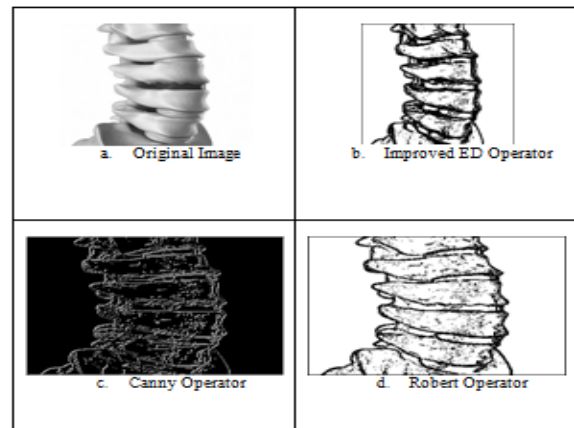 a. Original Image
b. Improved ED Operator
c. Canny Operator
d. Robert Operator